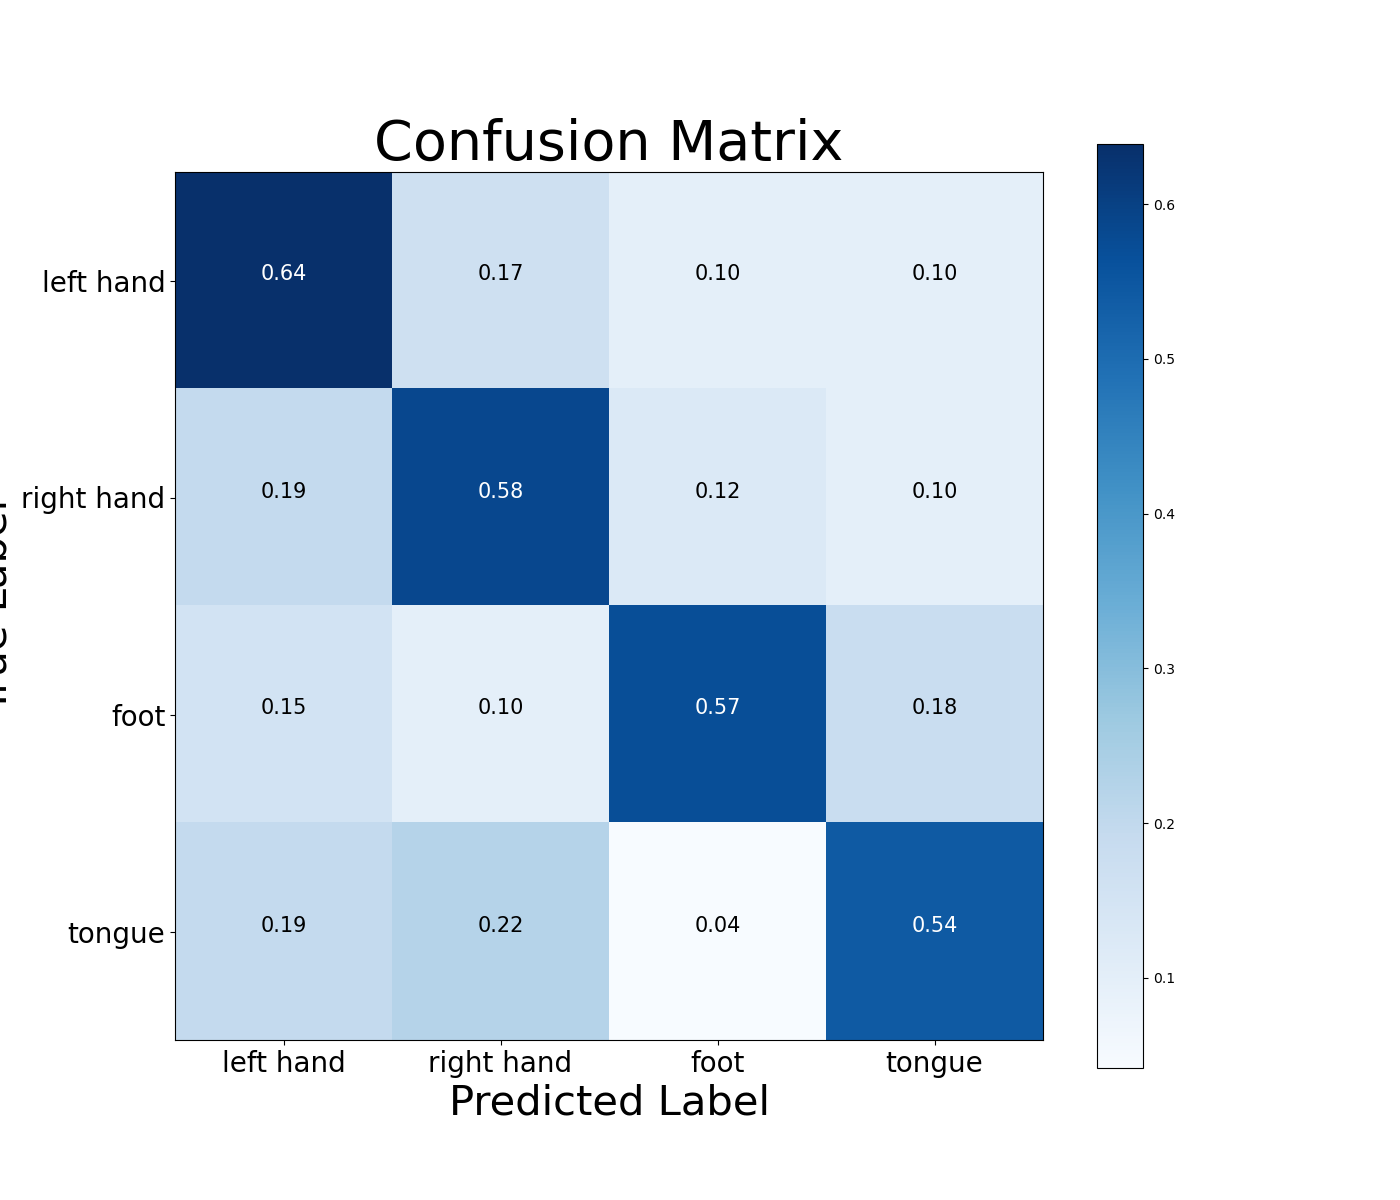 Confusion Matrix
left hand 0.64 0.17 0.10 0.10
right hand 0.19 0.58 0.12 0.10
foot 0.15 0.10 0.57 0.18
tongue 0.19 0.22 0.04 0.54
left hand right hand foot tongue
Predicted Label
0.6
0.5
0.4
0.3
0.2
0.1